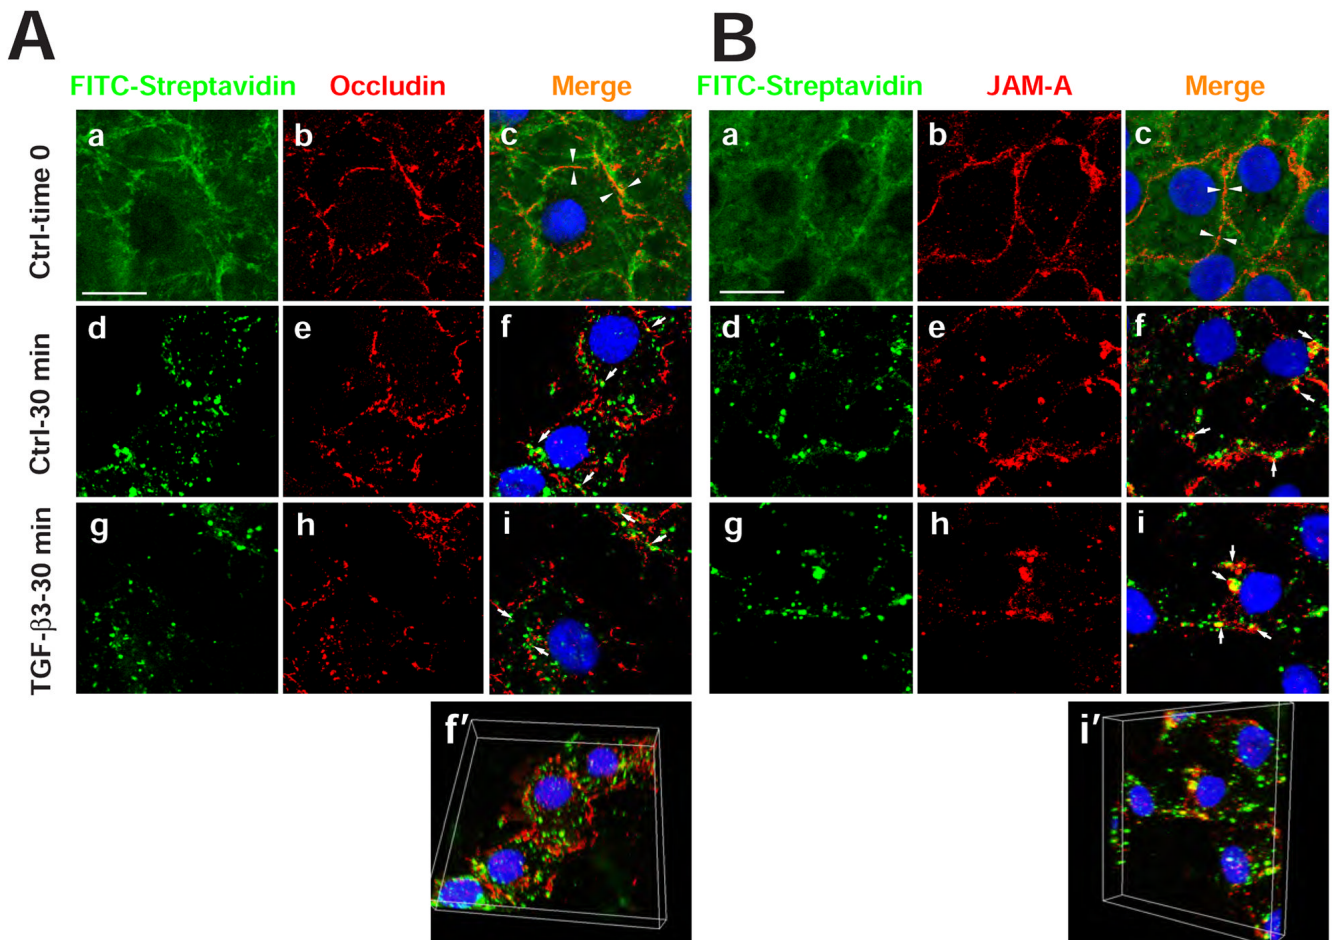 A B
FITC-Streptavidin Occludin Merge FITC-Streptavidin JAM-A Merge
Ctrl-time 0
a b c a b c
Ctrl-30 min
d e f d e f
TGF-β3-30 min
g h i g h i
f′ i′